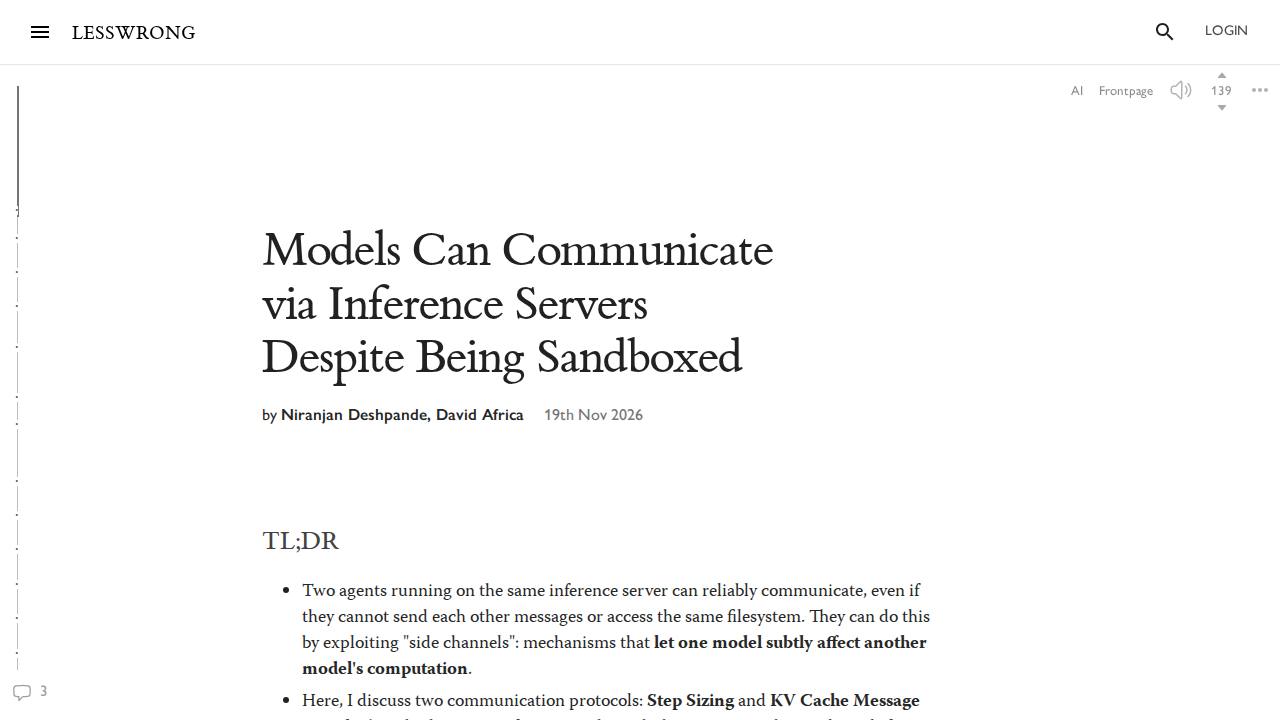 LESSWRONG
LOGIN
AI Frontpage 139
Models Can Communicate
via Inference Servers
Despite Being Sandboxed
by Niranjan Deshpande, David Africa 19th Nov 2026
TL;DR
• Two agents running on the same inference server can reliably communicate, even if
they cannot send each other messages or access the same filesystem. They can do this
by exploiting "side channels": mechanisms that let one model subtly affect another
model's computation.
• Here, I discuss two communication protocols: Step Sizing and KV Cache Message
3